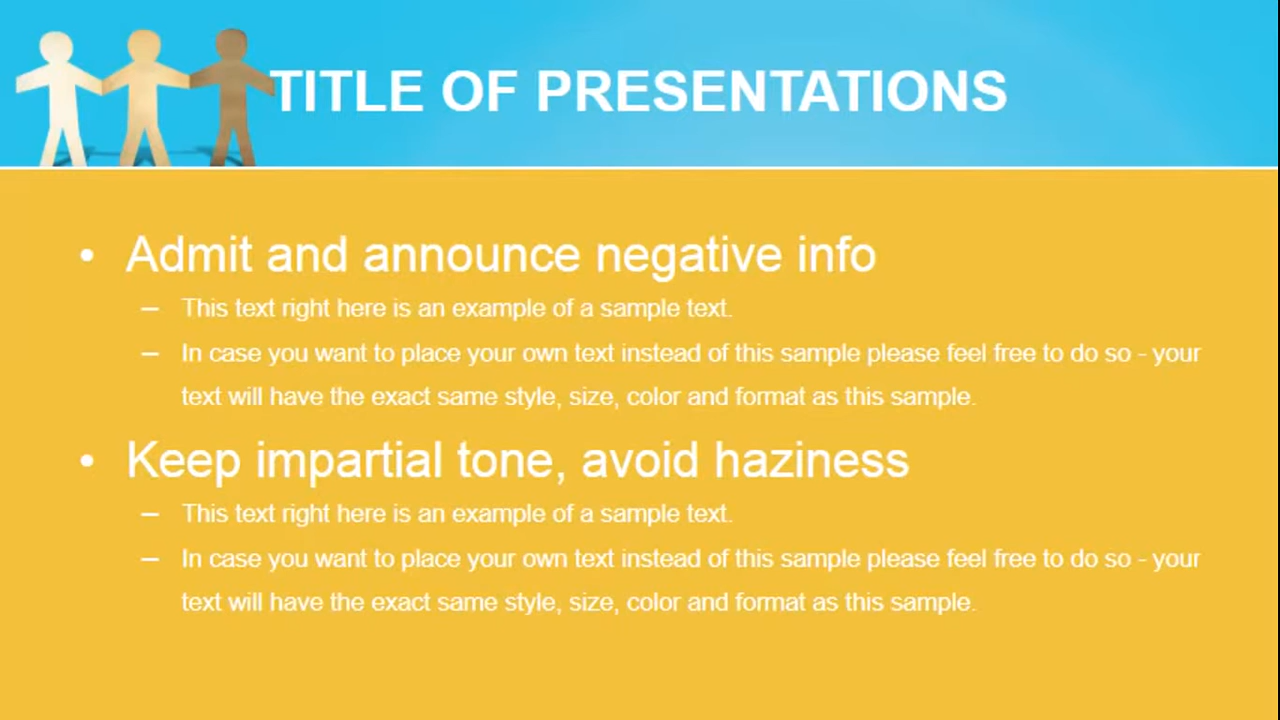 TITLE OF PRESENTATIONS
• Admit and announce negative info
– This text right here is an example of a sample text.
– In case you want to place your own text instead of this sample please feel free to do so - your
text will have the exact same style, size, color and format as this sample.
• Keep impartial tone, avoid haziness
– This text right here is an example of a sample text.
– In case you want to place your own text instead of this sample please feel free to do so - your
text will have the exact same style, size, color and format as this sample.